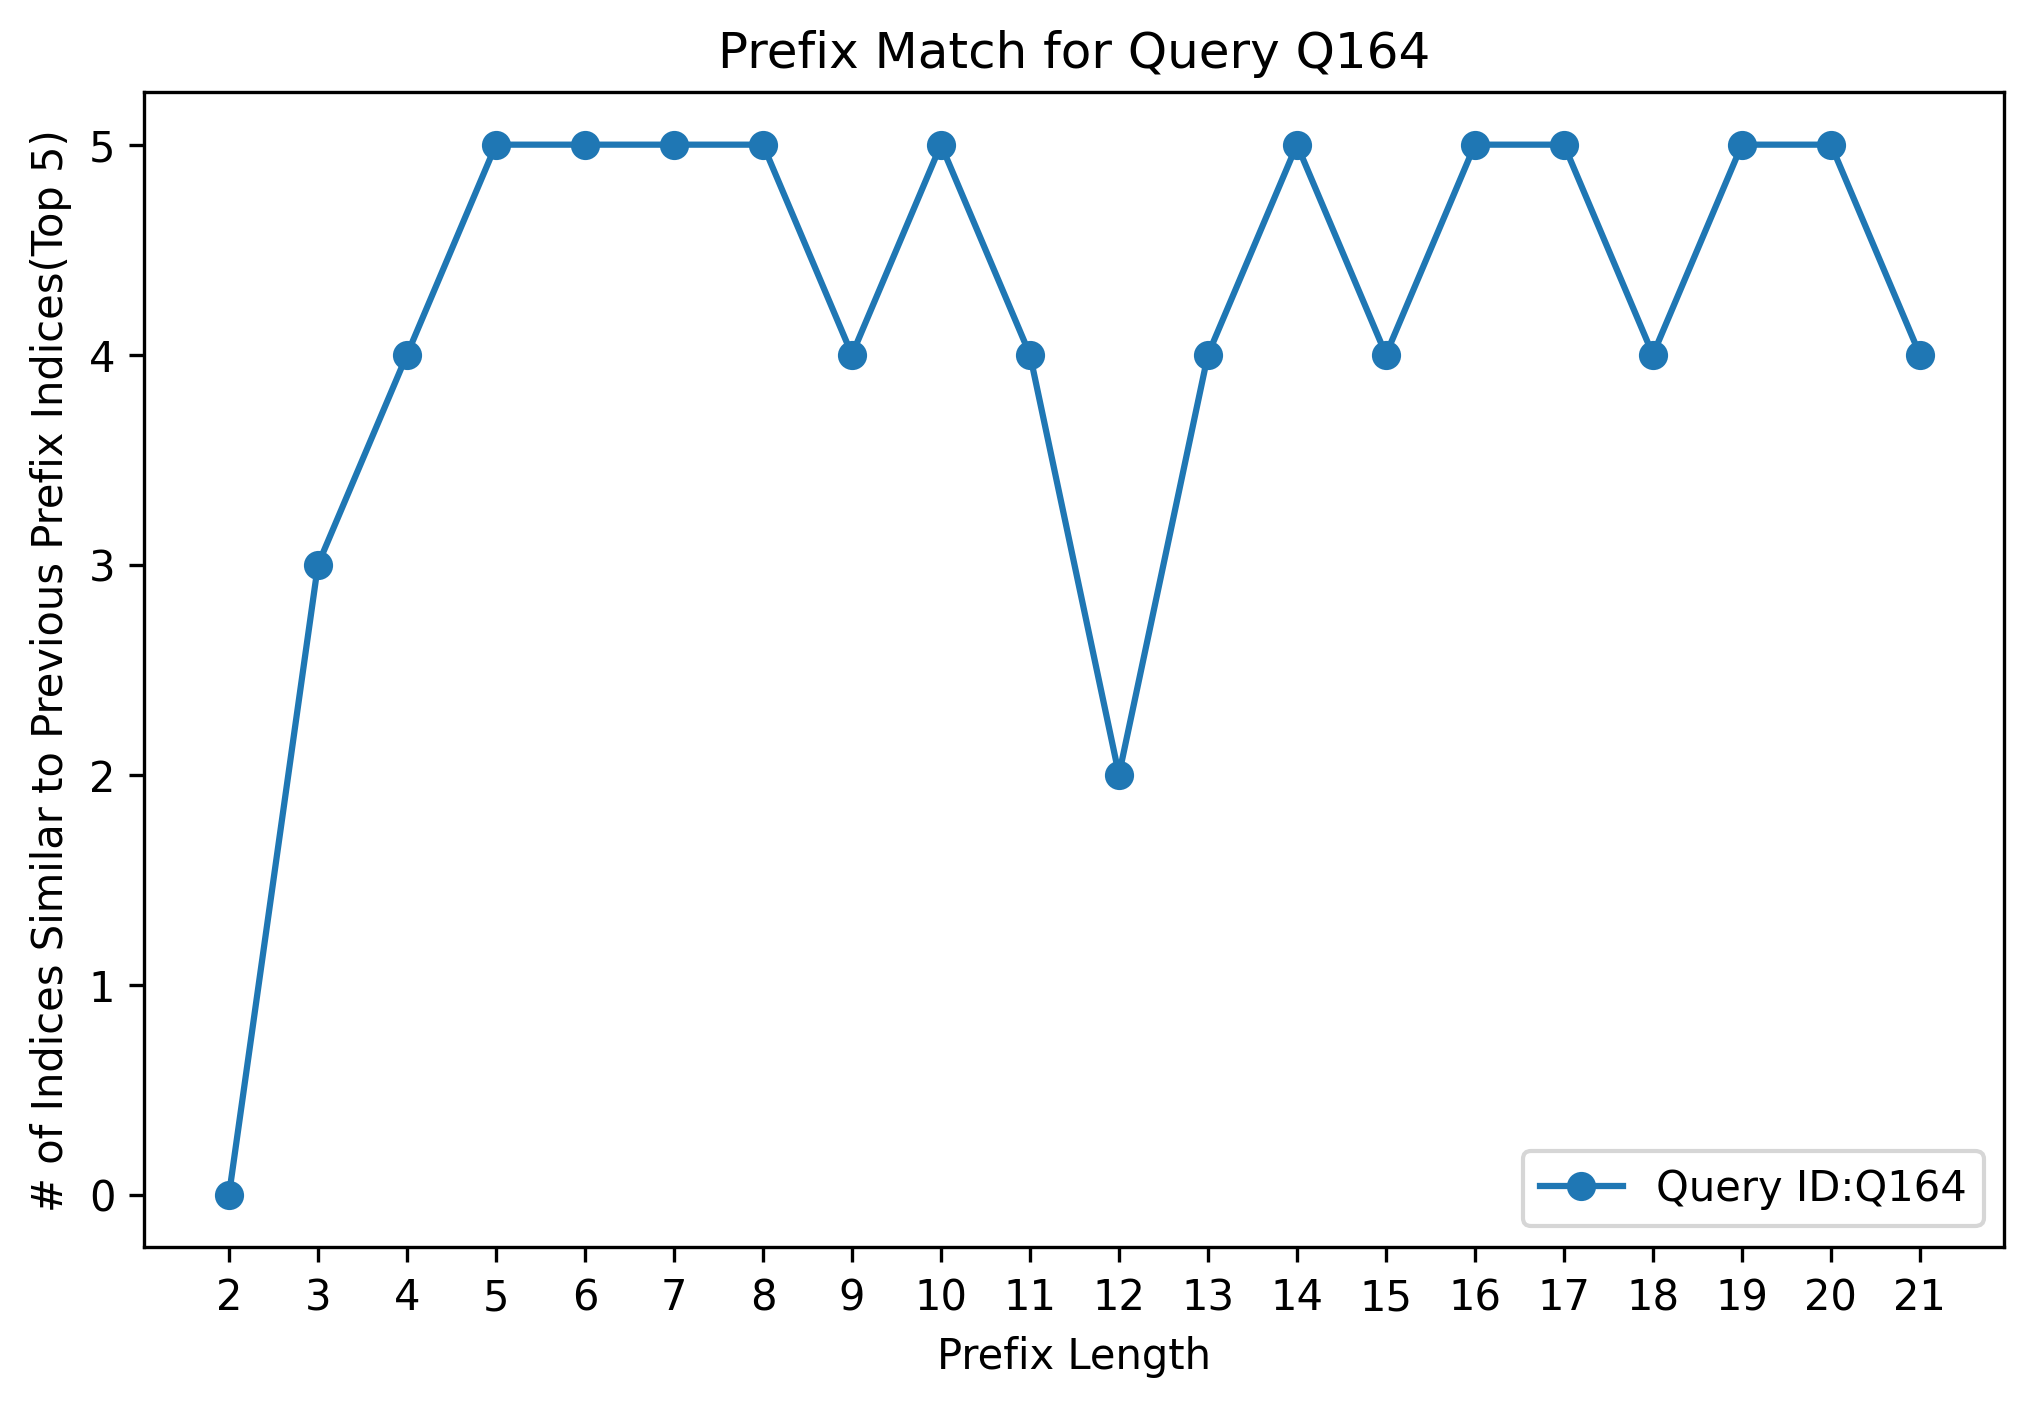 Prefix Match for Query Q164
# of Indices Similar to Previous Prefix Indices(Top 5)
5
4
3
2
1
0
Query ID:Q164
2 3 4 5 6 7 8 9 10 11 12 13 14 15 16 17 18 19 20 21
Prefix Length